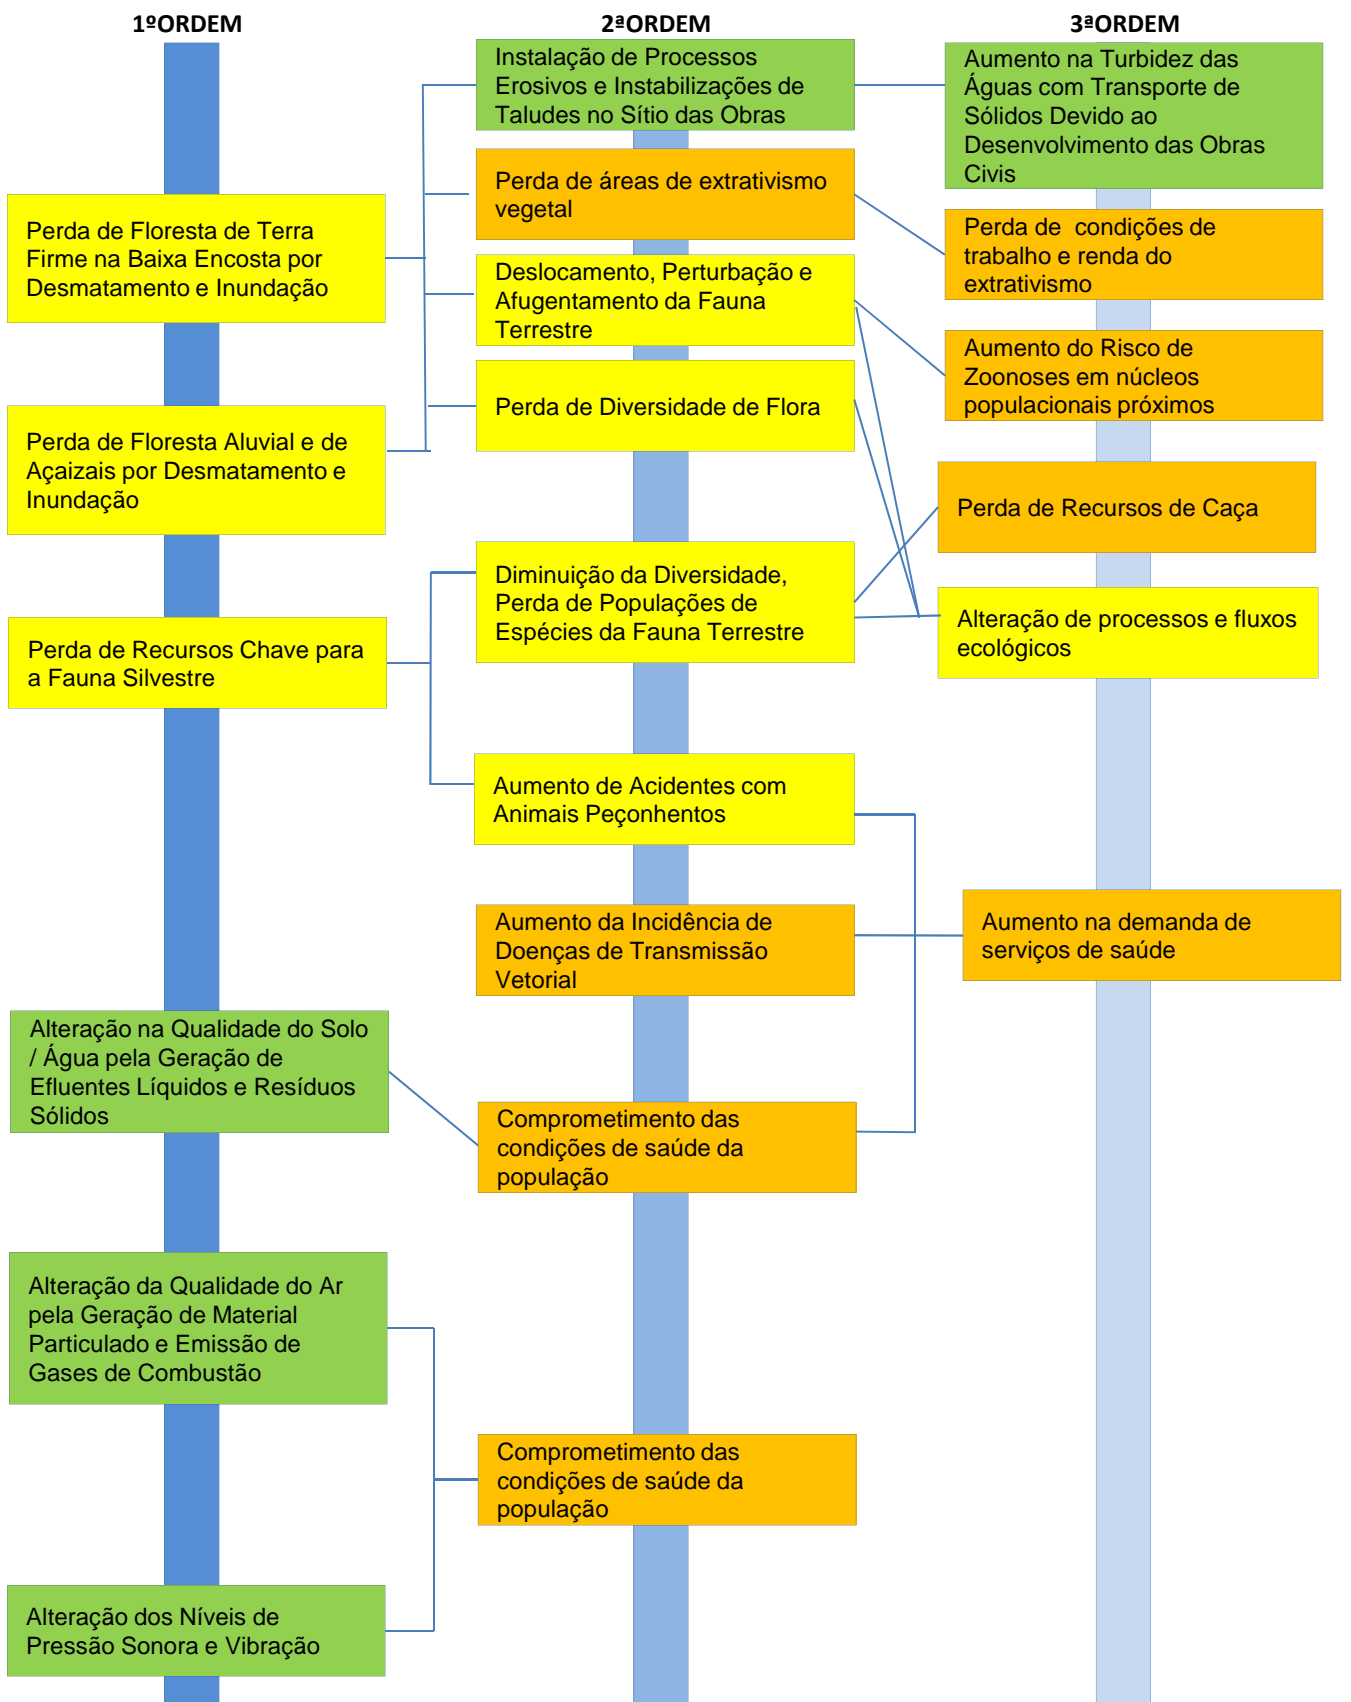 1ºORDEM
2ªORDEM
3ªORDEM
Perda de Floresta de Terra
Firme na Baixa Encosta por
Desmatamento e Inundação
Perda de Floresta Aluvial e de
Açaizais por Desmatamento e
Inundação
Perda de Recursos Chave para
a Fauna Silvestre
Alteração na Qualidade do Solo
/ Água pela Geração de
Efluentes Líquidos e Resíduos
Sólidos
Alteração da Qualidade do Ar
pela Geração de Material
Particulado e Emissão de
Gases de Combustão
Alteração dos Níveis de
Pressão Sonora e Vibração
Instalação de Processos
Erosivos e Instabilizações de
Taludes no Sítio das Obras
Perda de áreas de extrativismo
vegetal
Deslocamento, Perturbação e
Afugentamento da Fauna
Terrestre
Perda de Diversidade de Flora
Diminuição da Diversidade,
Perda de Populações de
Espécies da Fauna Terrestre
Aumento de Acidentes com
Animais Peçonhentos
Aumento da Incidência de
Doenças de Transmissão
Vetorial
Comprometimento das
condições de saúde da
população
Comprometimento das
condições de saúde da
população
Aumento na Turbidez das
Águas com Transporte de
Sólidos Devido ao
Desenvolvimento das Obras
Civis
Perda de condições de
trabalho e renda do
extrativismo
Aumento do Risco de
Zoonoses em núcleos
populacionais próximos
Perda de Recursos de Caça
Alteração de processos e fluxos
ecológicos
Aumento na demanda de
serviços de saúde